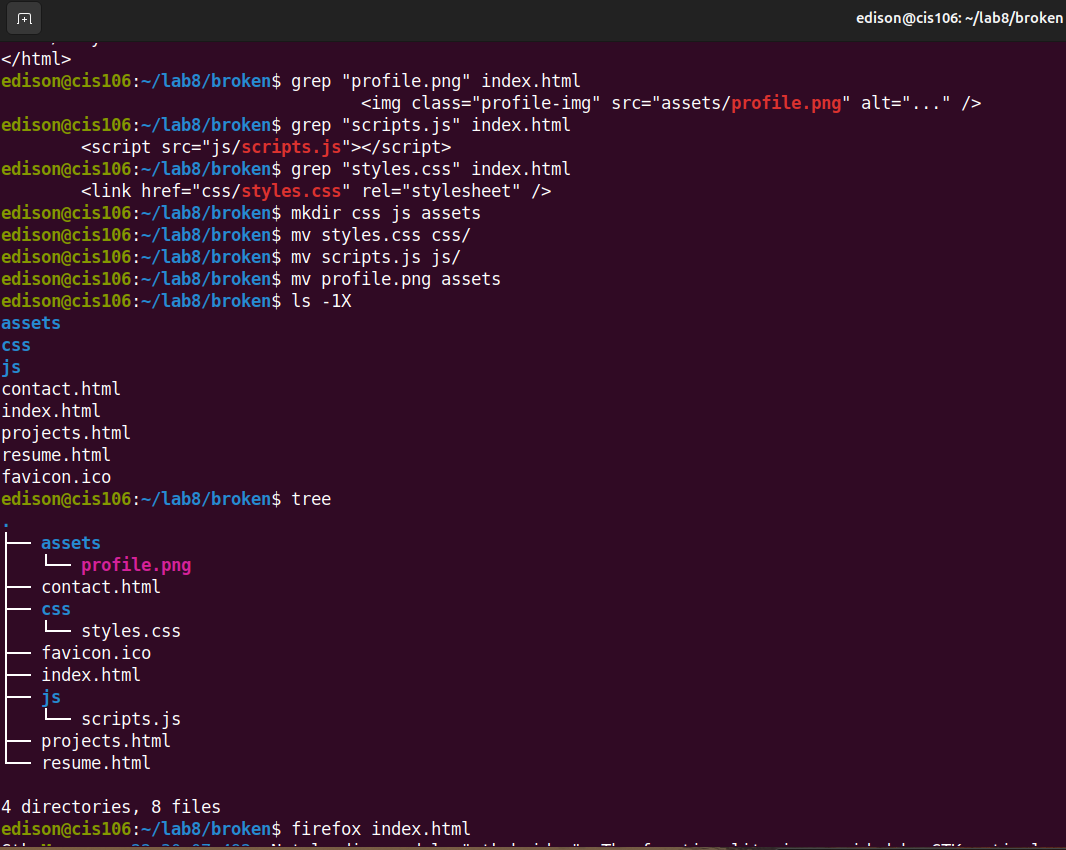 edison@cis106: ~/lab8/broken
</html>
edison@cis106:~/lab8/broken$ grep "profile.png" index.html
<img class="profile-img" src="assets/profile.png" alt="..." />
edison@cis106:~/lab8/broken$ grep "scripts.js" index.html
<script src="js/scripts.js"></script>
edison@cis106:~/lab8/broken$ grep "styles.css" index.html
<link href="css/styles.css" rel="stylesheet" />
edison@cis106:~/lab8/broken$ mkdir css js assets
edison@cis106:~/lab8/broken$ mv styles.css css/
edison@cis106:~/lab8/broken$ mv scripts.js js/
edison@cis106:~/lab8/broken$ mv profile.png assets
edison@cis106:~/lab8/broken$ ls -1X
assets
css
js
contact.html
index.html
projects.html
resume.html
favicon.ico
edison@cis106:~/lab8/broken$ tree
.
├── assets
│   └── profile.png
├── contact.html
├── css
│   └── styles.css
├── favicon.ico
├── index.html
├── js
│   └── scripts.js
├── projects.html
└── resume.html
4 directories, 8 files
edison@cis106:~/lab8/broken$ firefox index.html